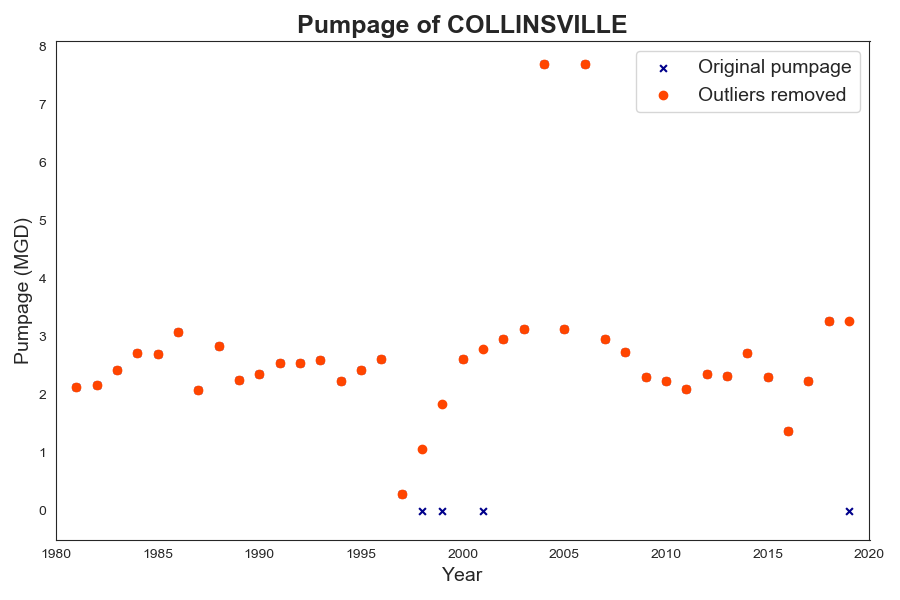 Pumpage of COLLINSVILLE
Original pumpage
Outliers removed
Pumpage (MGD)
8
7
6
5
4
3
2
1
0
1980 1985 1990 1995 2000 2005 2010 2015 2020
Year